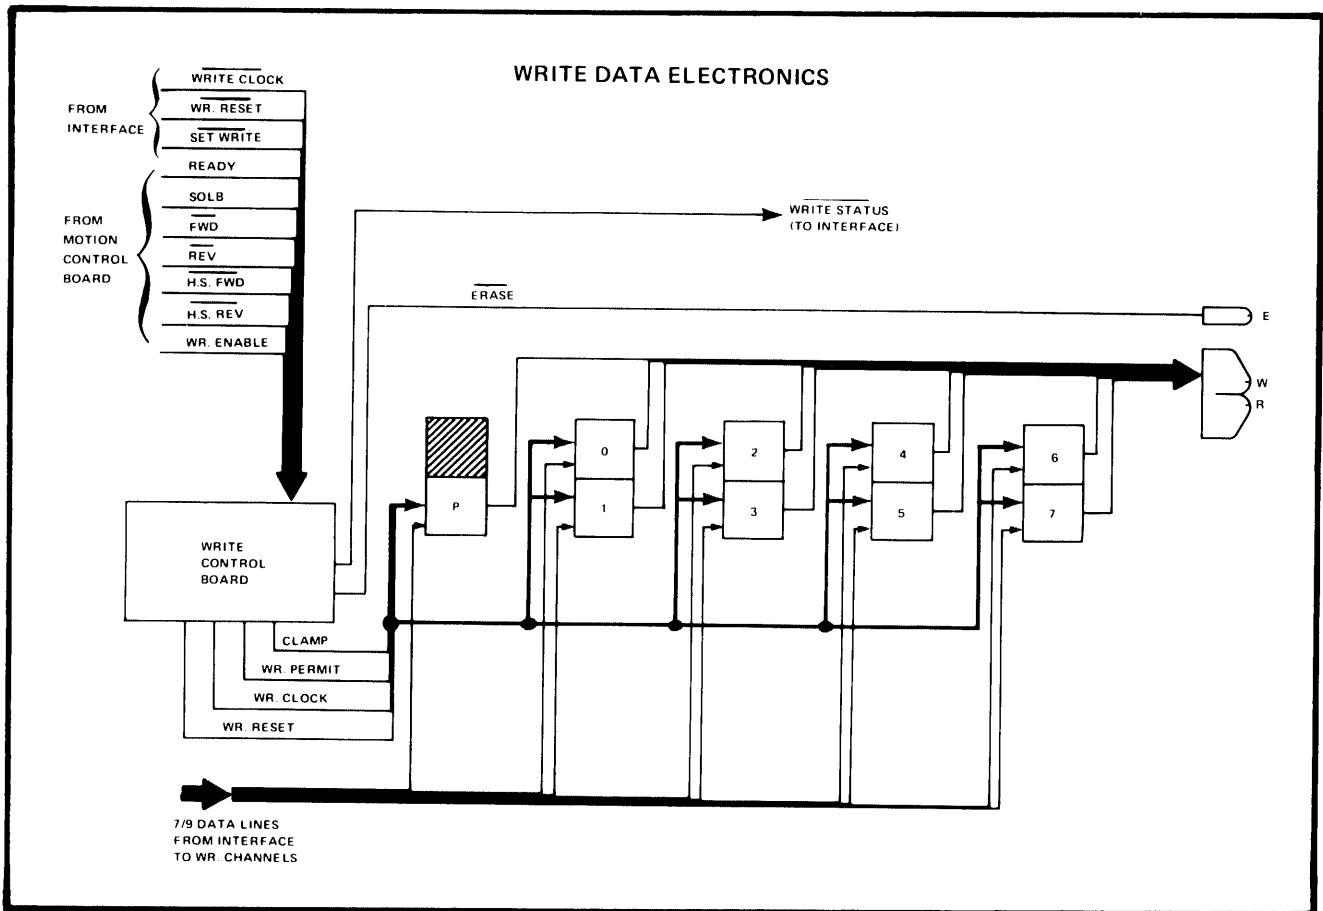 WRITE DATA ELECTRONICS
FROM
INTERFACE
WRITE CLOCK
WR. RESET
SET WRITE
FROM
MOTION
CONTROL
BOARD
READY
SOLB
FWD
REV
H.S. FWD
H.S. REV
WR. ENABLE
WRITE STATUS
(TO INTERFACE)
ERASE
E
W
R
P
0
1
2
3
4
5
6
7
WRITE
CONTROL
BOARD
CLAMP
WR. PERMIT
WR. CLOCK
WR. RESET
7/9 DATA LINES
FROM INTERFACE
TO WR. CHANNELS